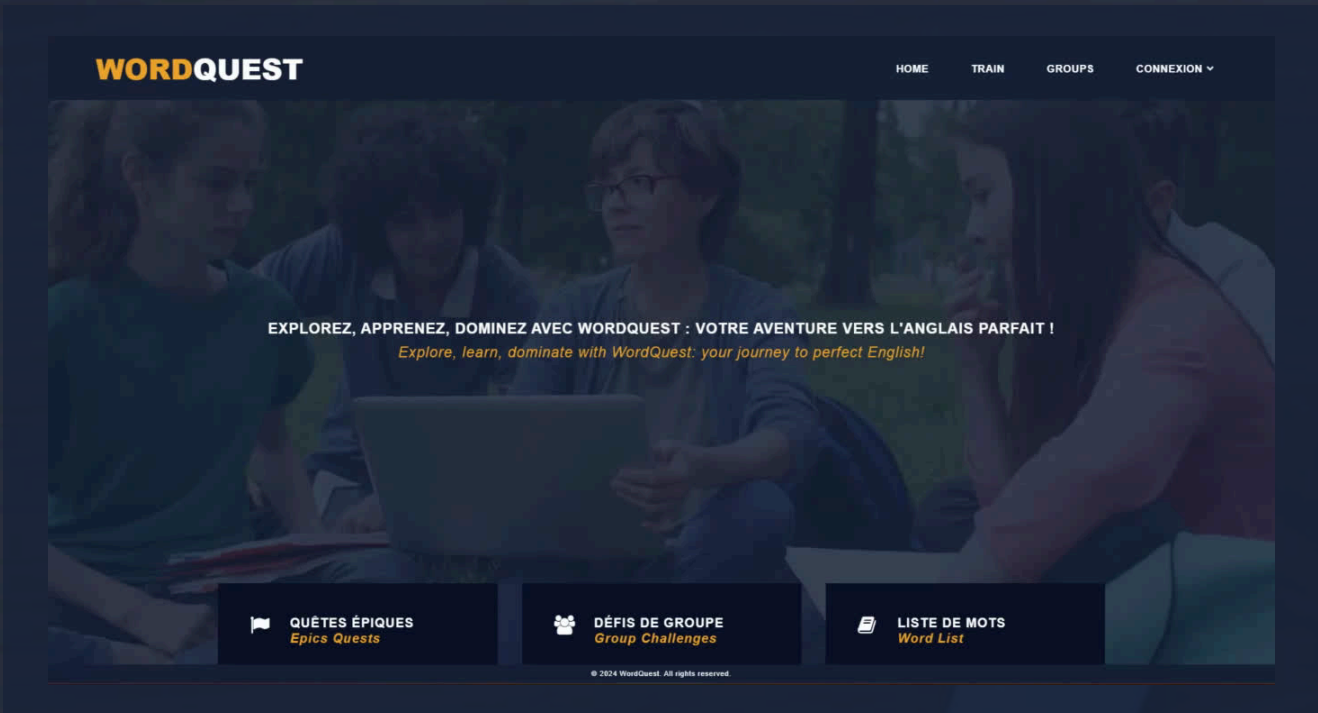 WORDQUEST
HOME TRAIN GROUPS CONNEXION
EXPLOREZ, APPRENEZ, DOMINEZ AVEC WORDQUEST : VOTRE AVENTURE VERS L'ANGLAIS PARFAIT !
Explore, learn, dominate with WordQuest: your journey to perfect English!
QUÊTES ÉPIQUES
Epics Quests
DÉFIS DE GROUPE
Group Challenges
LISTE DE MOTS
Word List
© 2024 WordQuest. All rights reserved.